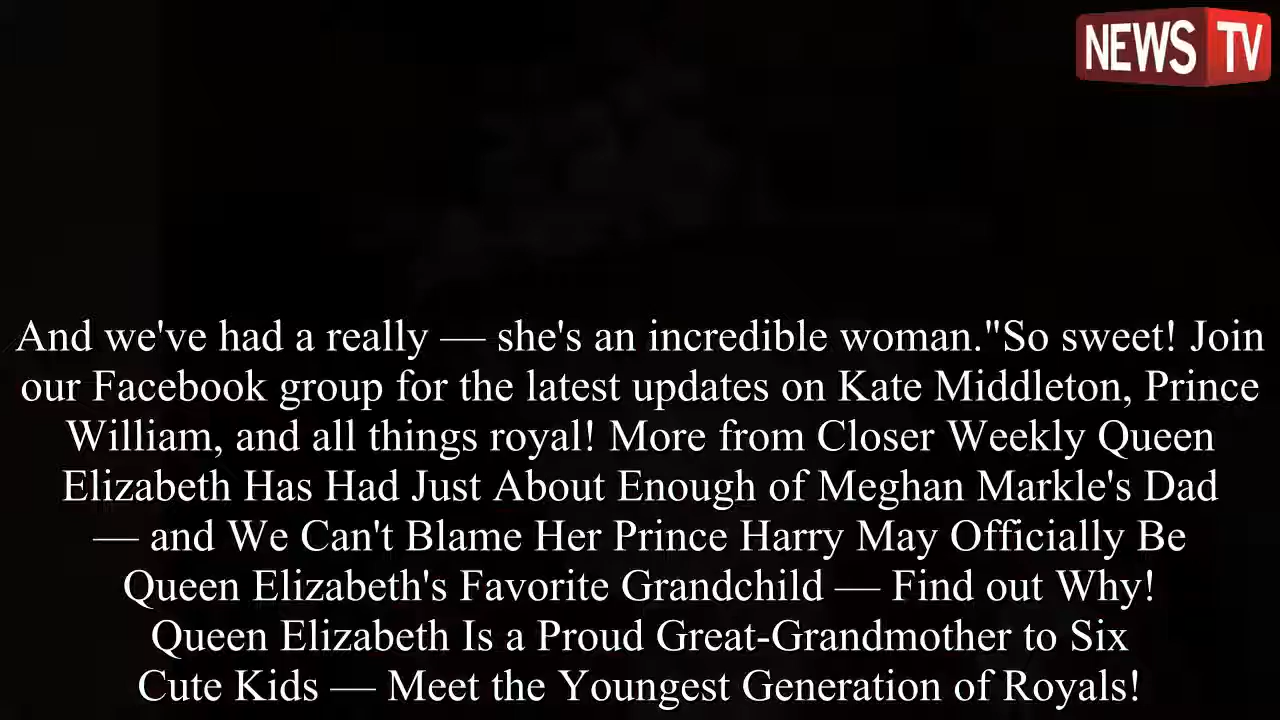 NEWS TV
And we've had a really — she's an incredible woman."So sweet! Join
our Facebook group for the latest updates on Kate Middleton, Prince
William, and all things royal! More from Closer Weekly Queen
Elizabeth Has Had Just About Enough of Meghan Markle's Dad
— and We Can't Blame Her Prince Harry May Officially Be
Queen Elizabeth's Favorite Grandchild — Find out Why!
Queen Elizabeth Is a Proud Great-Grandmother to Six
Cute Kids — Meet the Youngest Generation of Royals!